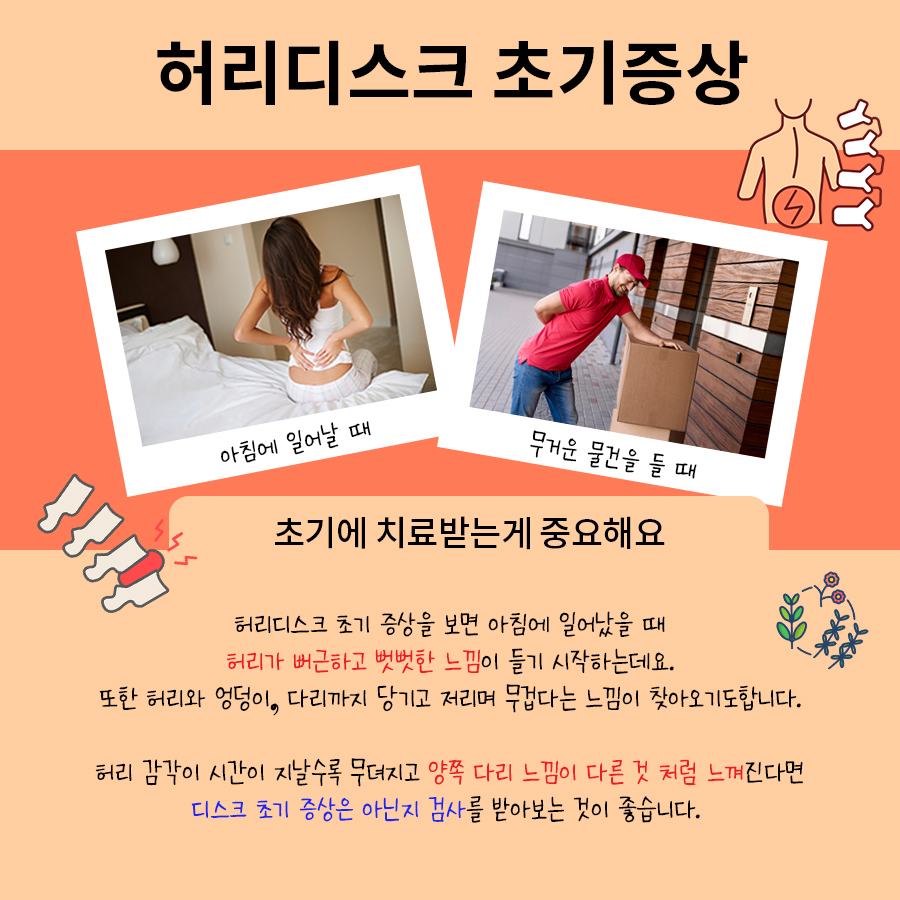 허리디스크 초기증상
아침에 일어날 때
무거운 물건을 들 때
초기에 치료받는게 중요해요
허리디스크 초기 증상을 보면 아침에 일어났을 때
허리가 뻐근하고 뻣뻣한 느낌이 들기 시작하는데요.
또한 허리와 엉덩이, 다리까지 당기고 저리며 무겁다는 느낌이 찾아오기도합니다.
허리 감각이 시간이 지날수록 무뎌지고 양쪽 다리 느낌이 다른 것 처럼 느껴진다면
디스크 초기 증상은 아닌지 검사를 받아보는 것이 좋습니다.